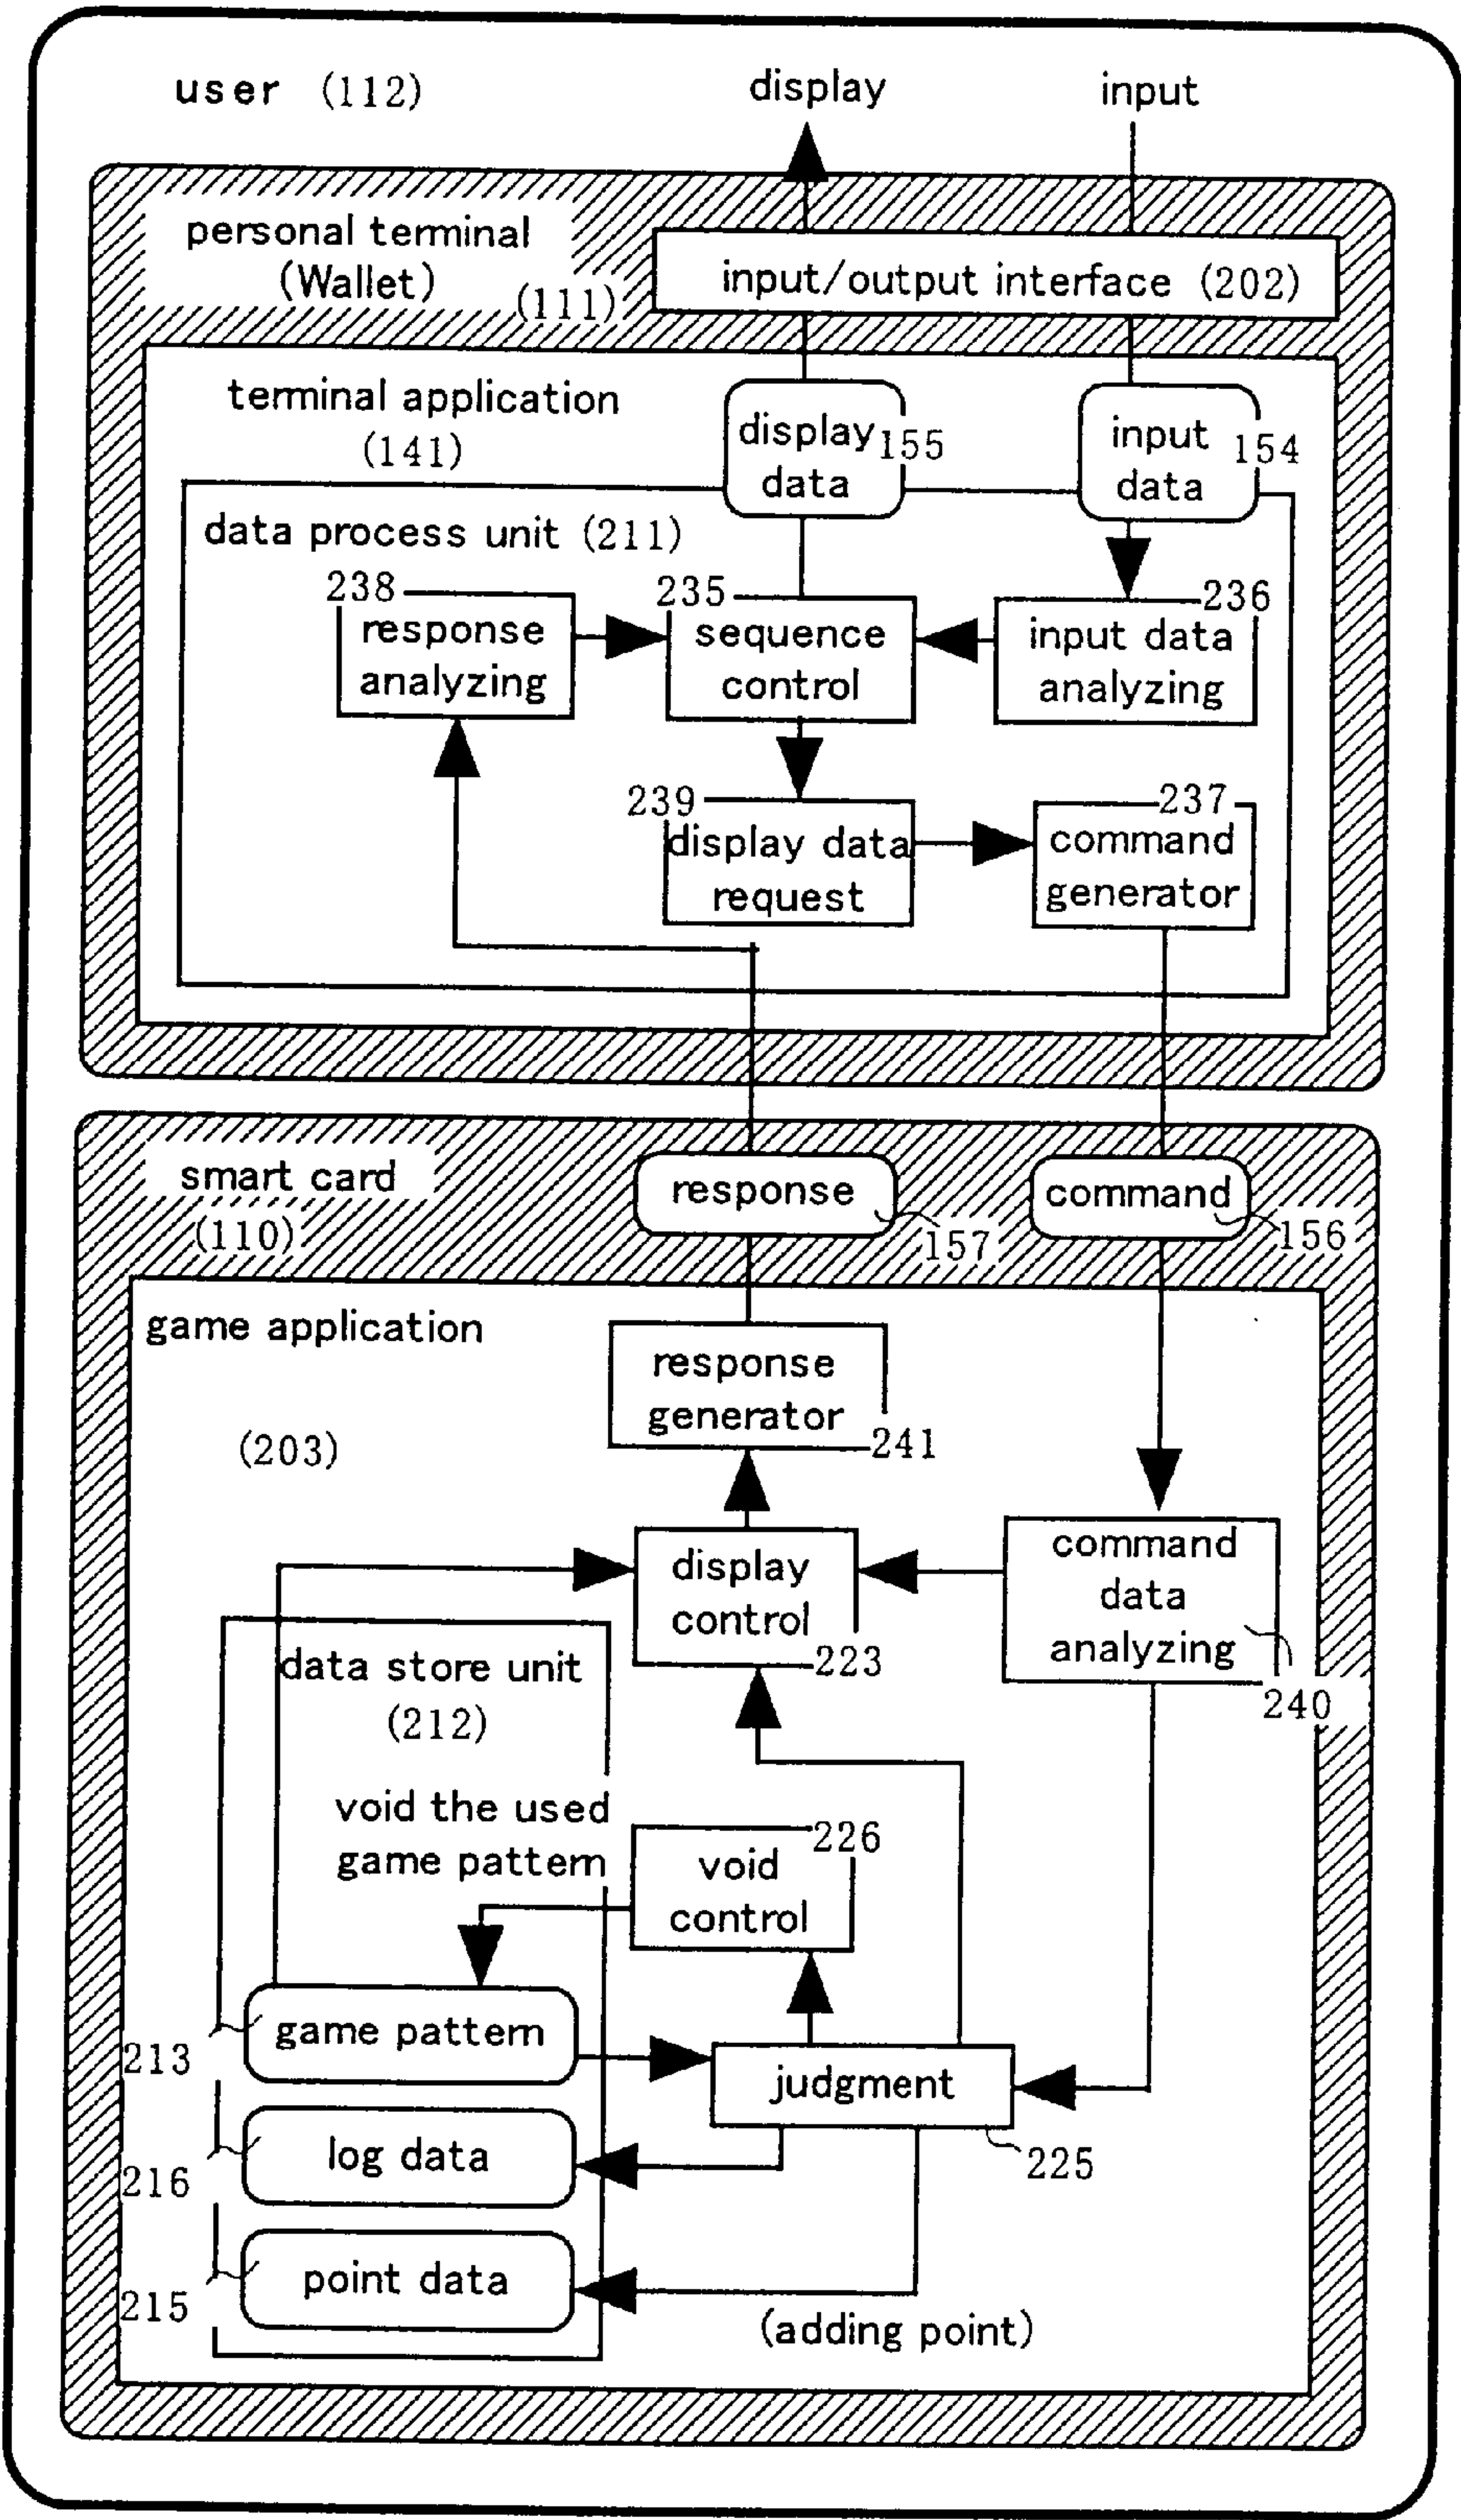 user (112)
display
input
personal terminal
(Wallet)
(111)
input/output interface (202)
terminal application
(141)
display
data
155
input
data
154
data process unit (211)
238
response
analyzing
235
sequence
control
236
input data
analyzing
239
display data
request
237
command
generator
smart card
(110)
response
157
command
156
game application
(203)
response
generator
241
display
control
223
command
data
analyzing
240
data store unit
(212)
void the used
game pattern
226
void
control
game pattern
213
judgment
225
log data
216
point data
215
(adding point)